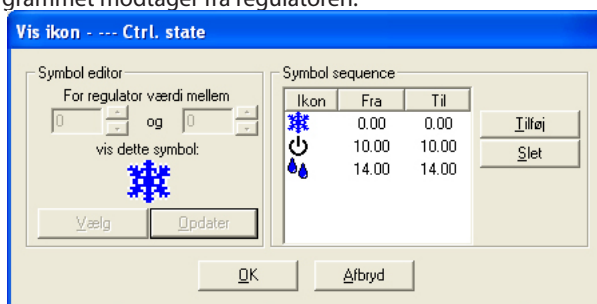 grammet modtager fra regulatoren.
Vis ikon - --- Ctrl. state
Symbol editor
For regulator værdi mellem
0 og 0
vis dette symbol:
Vælg Opdater
Symbol sequence
Ikon Fra Til
0.00 0.00
10.00 10.00
14.00 14.00
Tilføj
Slet
OK Afbryd